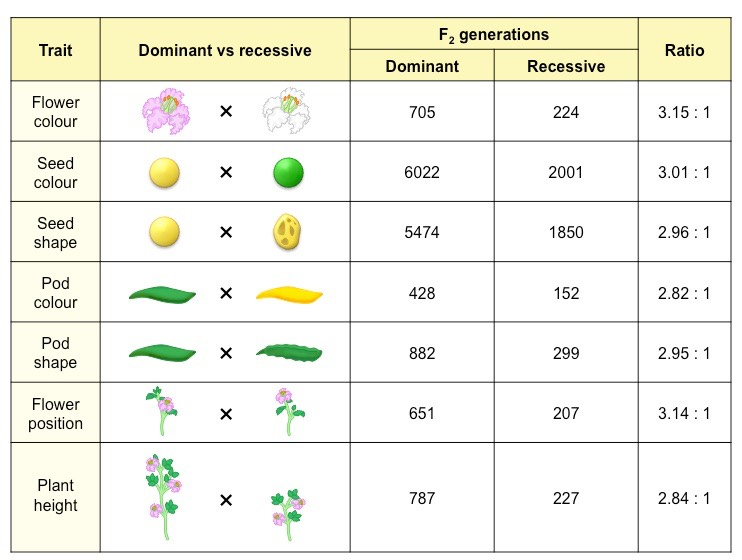 Trait
Dominant vs recessive
F₂ generations
Ratio
Dominant
Recessive
Flower
colour
×
705
224
3.15 : 1
Seed
colour
×
6022
2001
3.01 : 1
Seed
shape
×
5474
1850
2.96 : 1
Pod
colour
×
428
152
2.82 : 1
Pod
shape
×
882
299
2.95 : 1
Flower
position
×
651
207
3.14 : 1
Plant
height
×
787
227
2.84 : 1